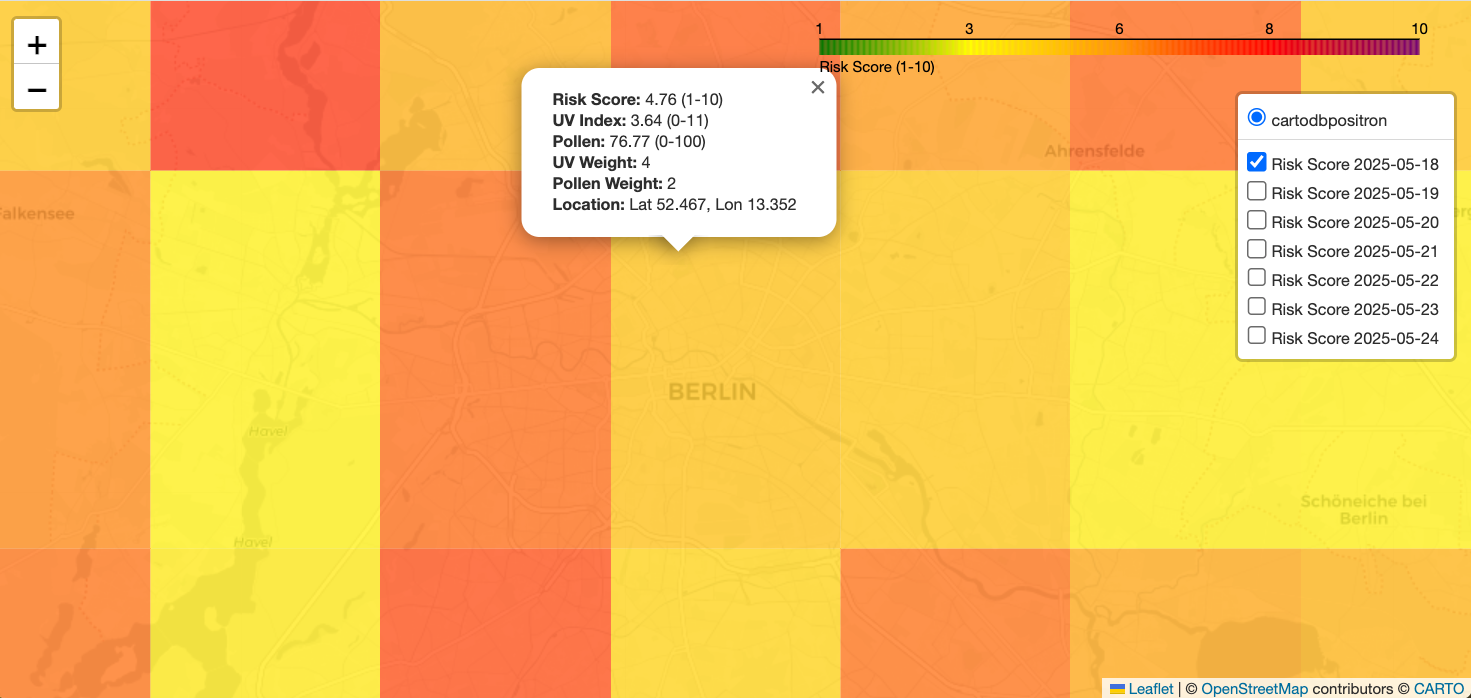 +
−
1 3 6 8 10
Risk Score (1-10)
×
Risk Score: 4.76 (1-10)
UV Index: 3.64 (0-11)
Pollen: 76.77 (0-100)
UV Weight: 4
Pollen Weight: 2
Location: Lat 52.467, Lon 13.352
cartodbpositron
Risk Score 2025-05-18
Risk Score 2025-05-19
Risk Score 2025-05-20
Risk Score 2025-05-21
Risk Score 2025-05-22
Risk Score 2025-05-23
Risk Score 2025-05-24
Ahrensfelde
alkensee
BERLIN
Havel
Schöneiche bei
Berlin
Havel
Leaflet | © OpenStreetMap contributors © CARTO